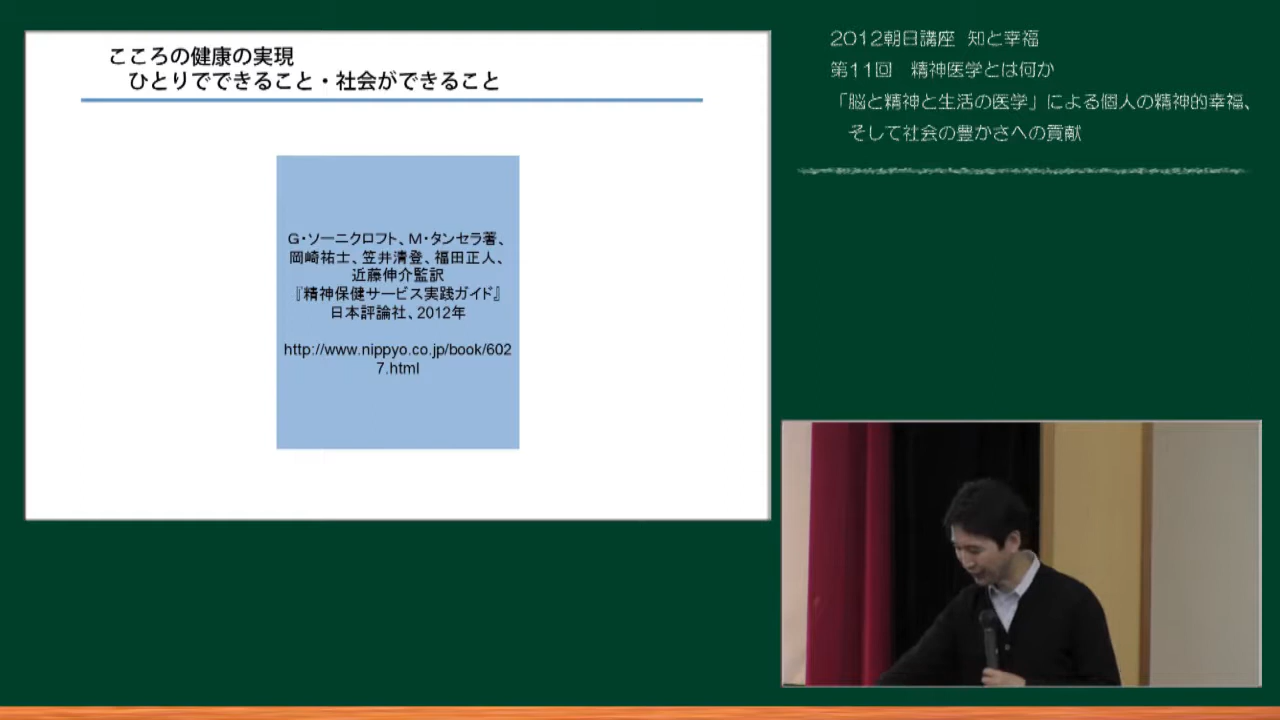 こころの健康の実現
ひとりでできること・社会ができること
G・ソーニクロフト、M・タンセラ著、
岡崎祐士、笠井清登、福田正人、
近藤伸介監訳
『精神保健サービス実践ガイド』
日本評論社、2012年
http://www.nippyo.co.jp/book/602
7.html
2012朝日講座 知と幸福
第11回 精神医学とは何か
「脳と精神と生活の医学」による個人の精神的幸福、
そして社会の豊かさへの貢献